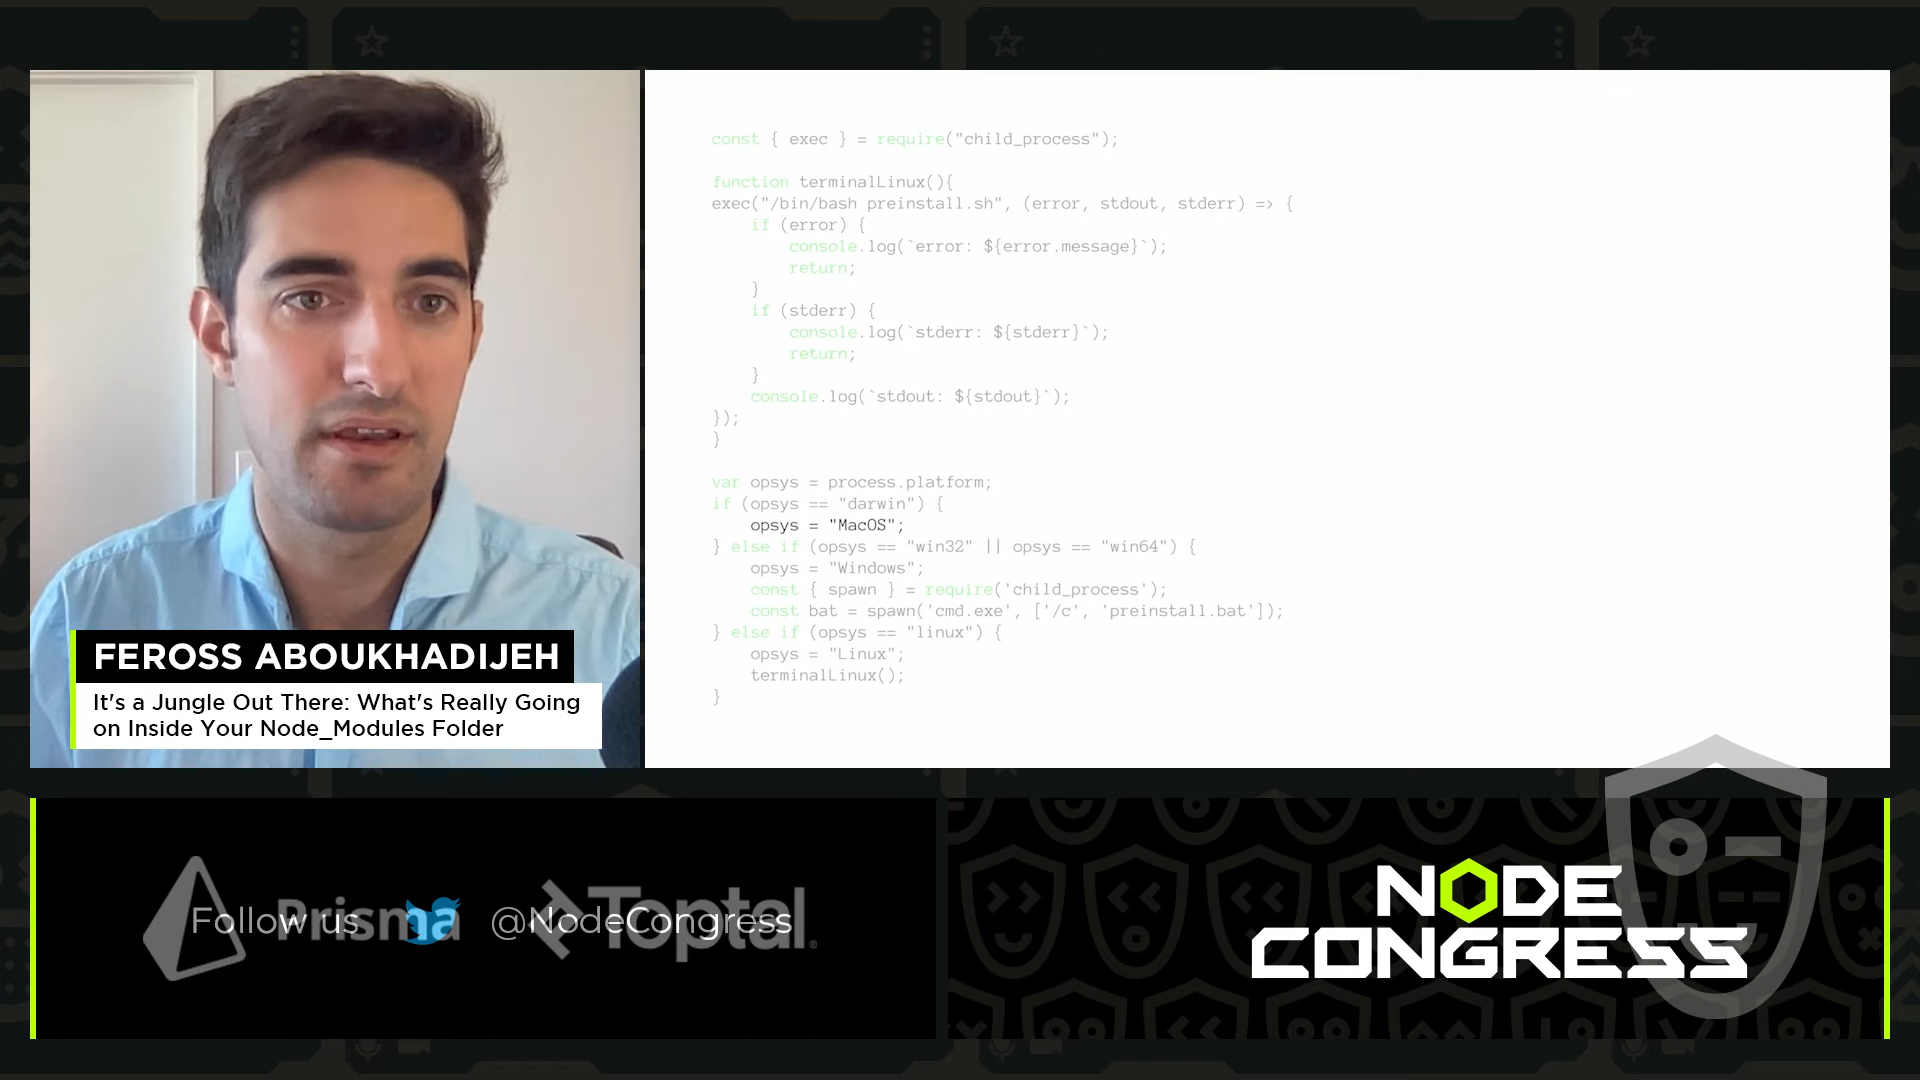 const { exec } = require("child_process");
function terminalLinux(){
exec("/bin/bash preinstall.sh", (error, stdout, stderr) => {
if (error) {
console.log(`error: ${error.message}`);
return;
}
if (stderr) {
console.log(`stderr: ${stderr}`);
return;
}
console.log(`stdout: ${stdout}`);
});
}
var opsys = process.platform;
if (opsys == "darwin") {
opsys = "MacOS";
} else if (opsys == "win32" || opsys == "win64") {
opsys = "Windows";
const { spawn } = require('child_process');
const bat = spawn('cmd.exe', ['/c', 'preinstall.bat']);
} else if (opsys == "linux") {
opsys = "Linux";
terminalLinux();
}
FEROSS ABOUKHADIJEH
It's a Jungle Out There: What's Really Going
on Inside Your Node_Modules Folder
Follow us @NodeCongress
Prisma Toptal
NODE
CONGRESS